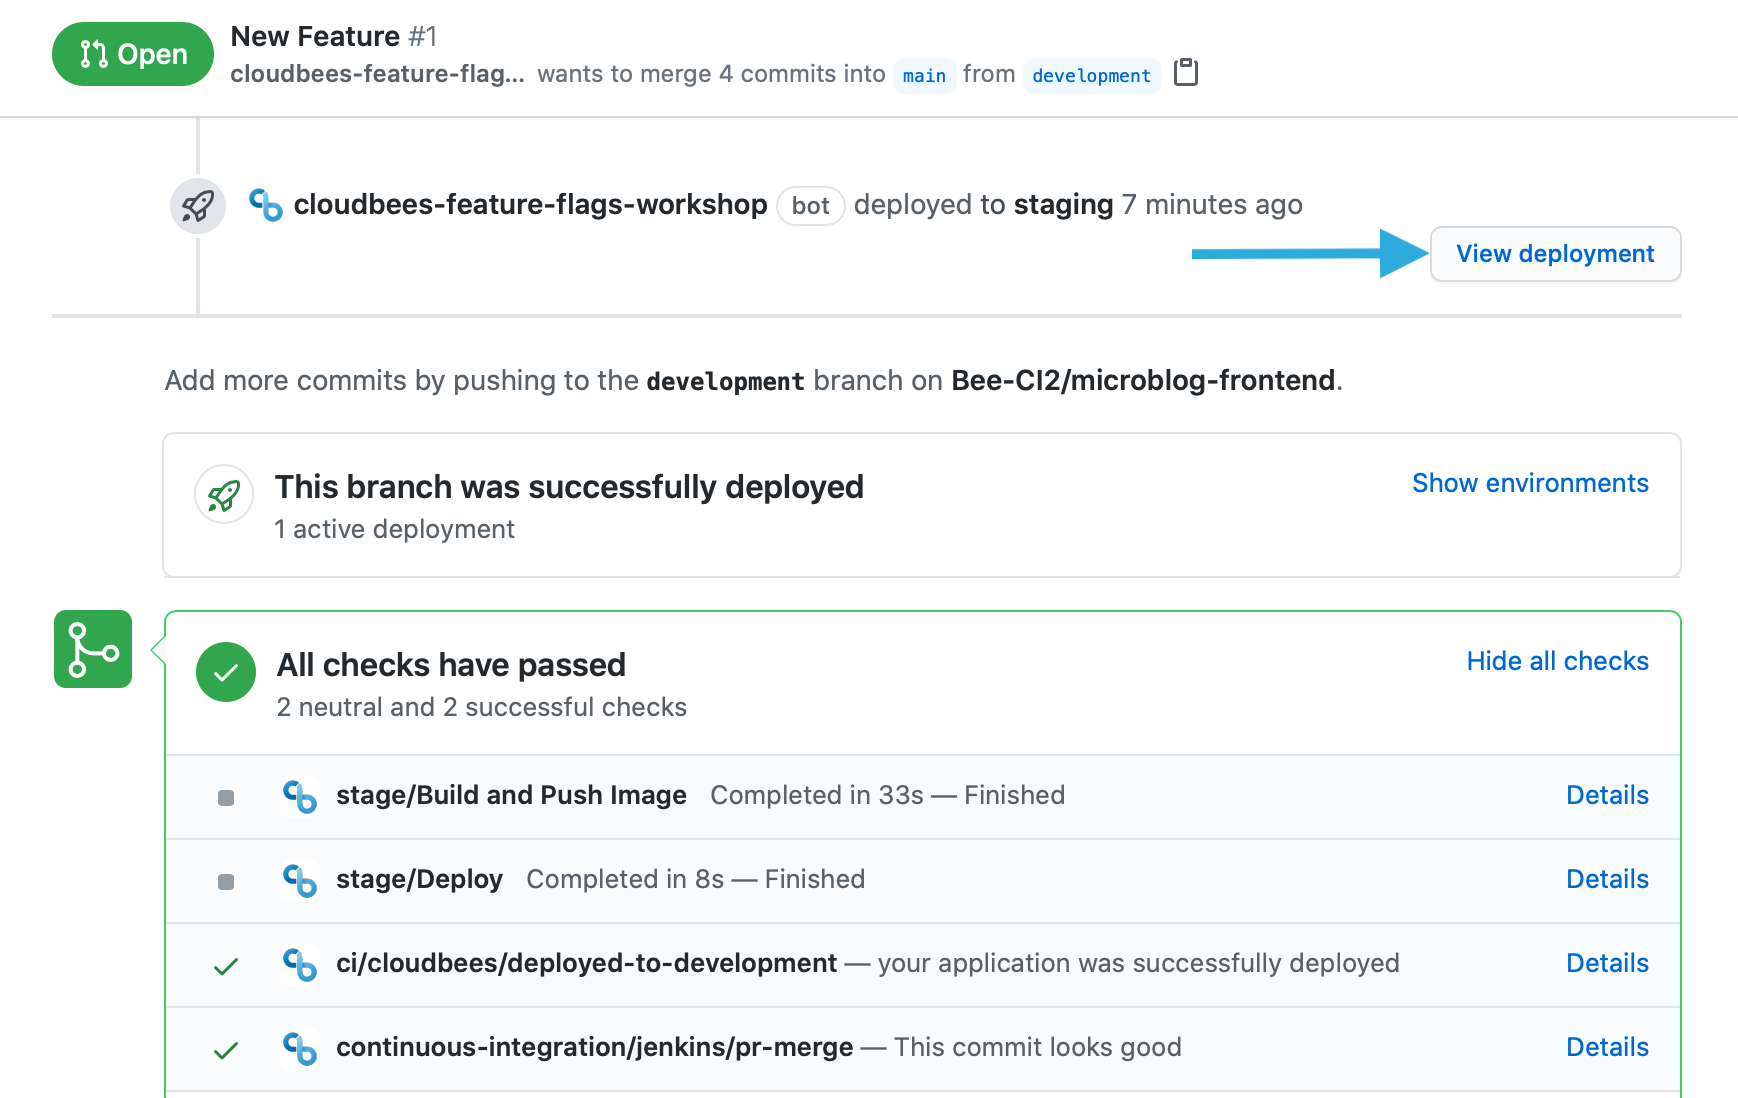 Open
New Feature #1
cloudbees-feature-flag... wants to merge 4 commits into main from development
cloudbees-feature-flags-workshop bot deployed to staging 7 minutes ago
View deployment
Add more commits by pushing to the development branch on Bee-CI2/microblog-frontend.
This branch was successfully deployed
Show environments
1 active deployment
All checks have passed
Hide all checks
2 neutral and 2 successful checks
stage/Build and Push Image Completed in 33s — Finished Details
stage/Deploy Completed in 8s — Finished Details
ci/cloudbees/deployed-to-development — your application was successfully deployed Details
continuous-integration/jenkins/pr-merge — This commit looks good Details